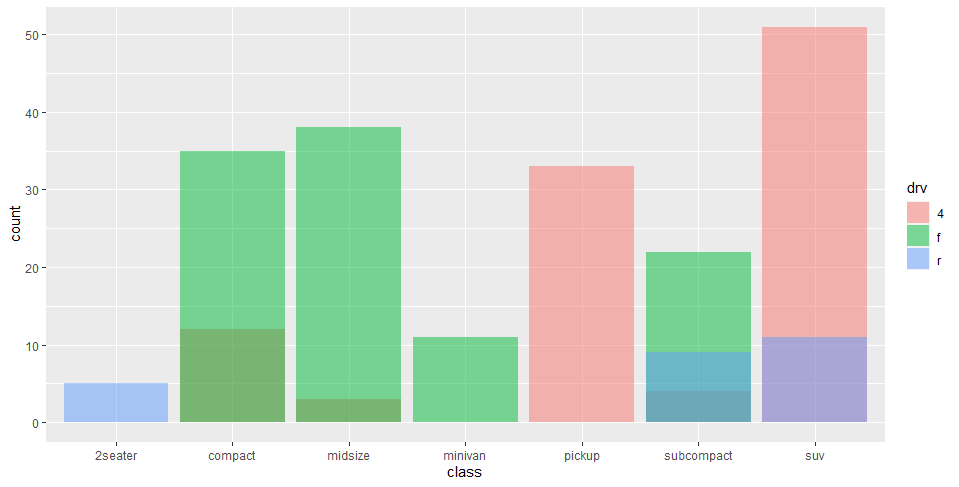 50
40
30
20
10
0
count
2seater compact midsize minivan pickup subcompact suv
class
drv
4
f
r